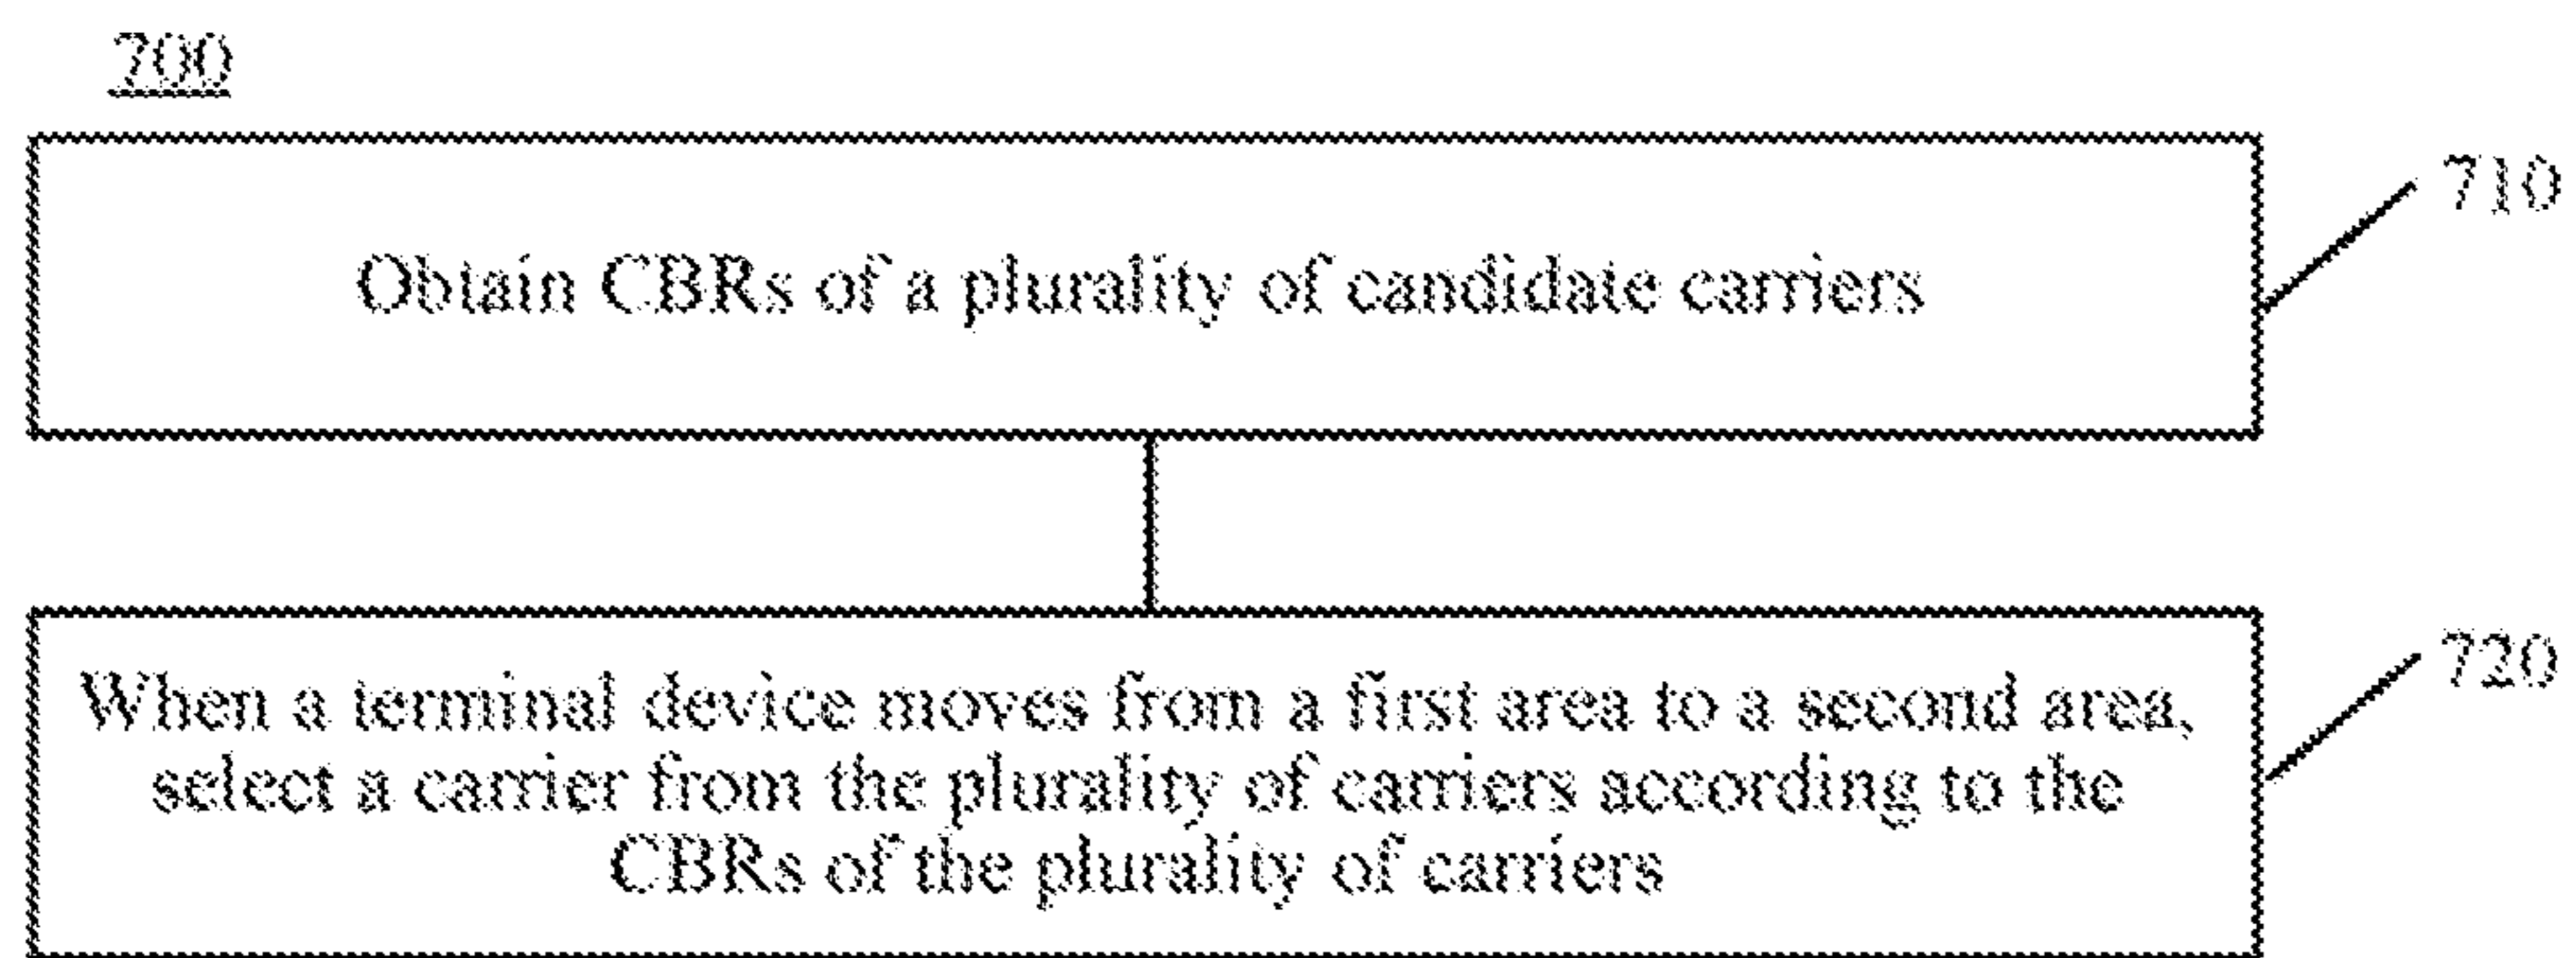 700
Obtain CBRs of a plurality of candidate carriers
710
When a terminal device moves from a first area to a second area,
select a carrier from the plurality of carriers according to the
CBRs of the plurality of carriers
720